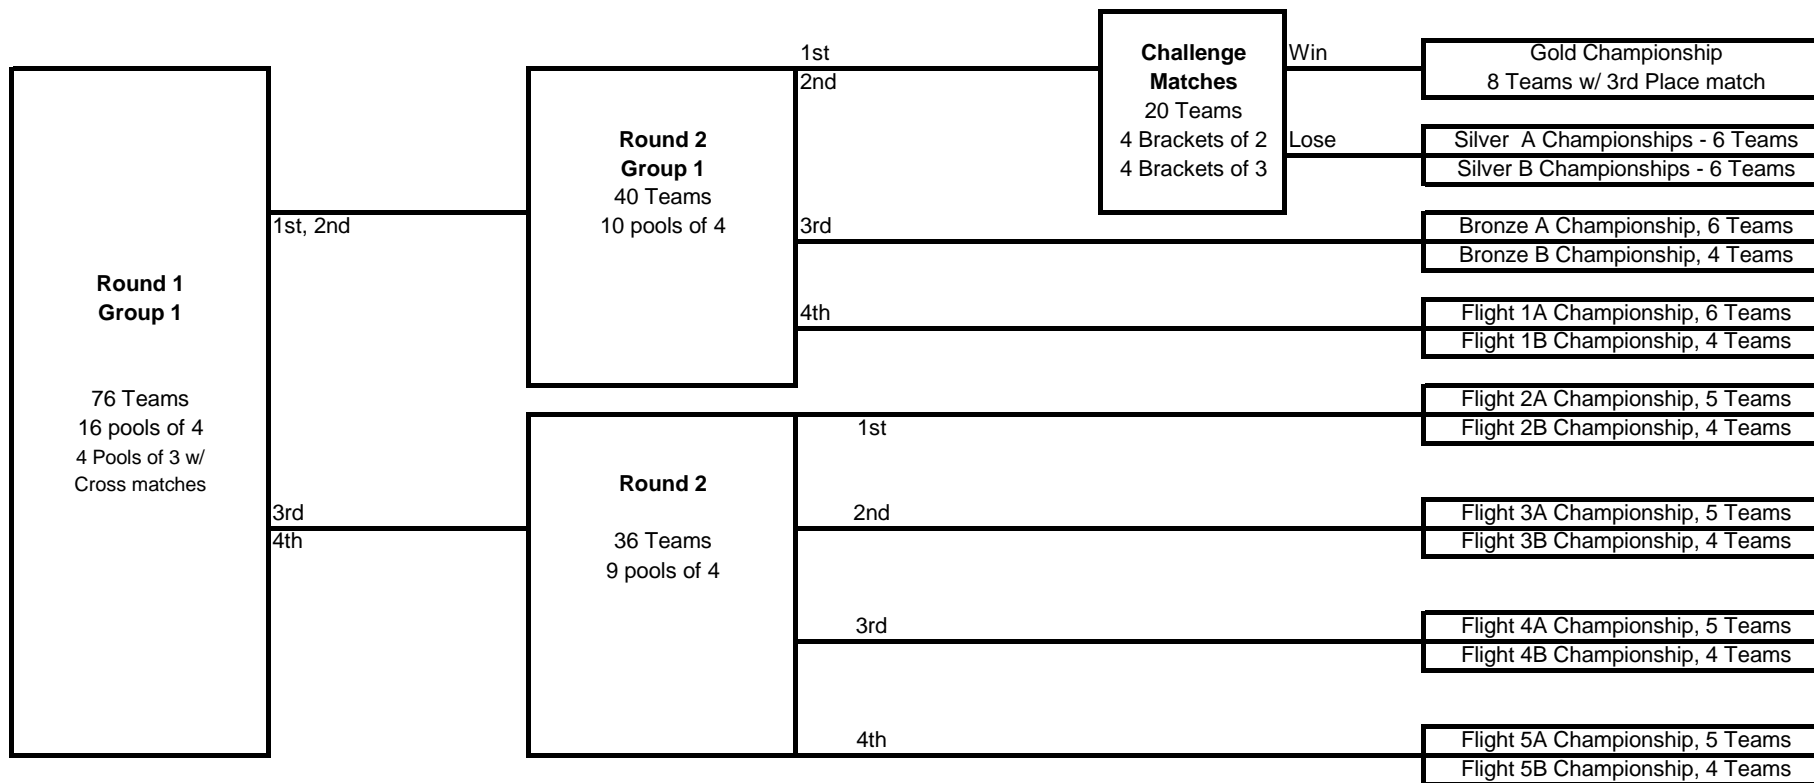 Round 1
Group 1
76 Teams
16 pools of 4
4 Pools of 3 w/
Cross matches
1st, 2nd
3rd
4th
Round 2
Group 1
40 Teams
10 pools of 4
1st
2nd
3rd
4th
Round 2
36 Teams
9 pools of 4
1st
2nd
3rd
4th
Challenge
Matches
20 Teams
4 Brackets of 2
4 Brackets of 3
Win
Lose
Gold Championship
8 Teams w/ 3rd Place match
Silver A Championships - 6 Teams
Silver B Championships - 6 Teams
Bronze A Championship, 6 Teams
Bronze B Championship, 4 Teams
Flight 1A Championship, 6 Teams
Flight 1B Championship, 4 Teams
Flight 2A Championship, 5 Teams
Flight 2B Championship, 4 Teams
Flight 3A Championship, 5 Teams
Flight 3B Championship, 4 Teams
Flight 4A Championship, 5 Teams
Flight 4B Championship, 4 Teams
Flight 5A Championship, 5 Teams
Flight 5B Championship, 4 Teams